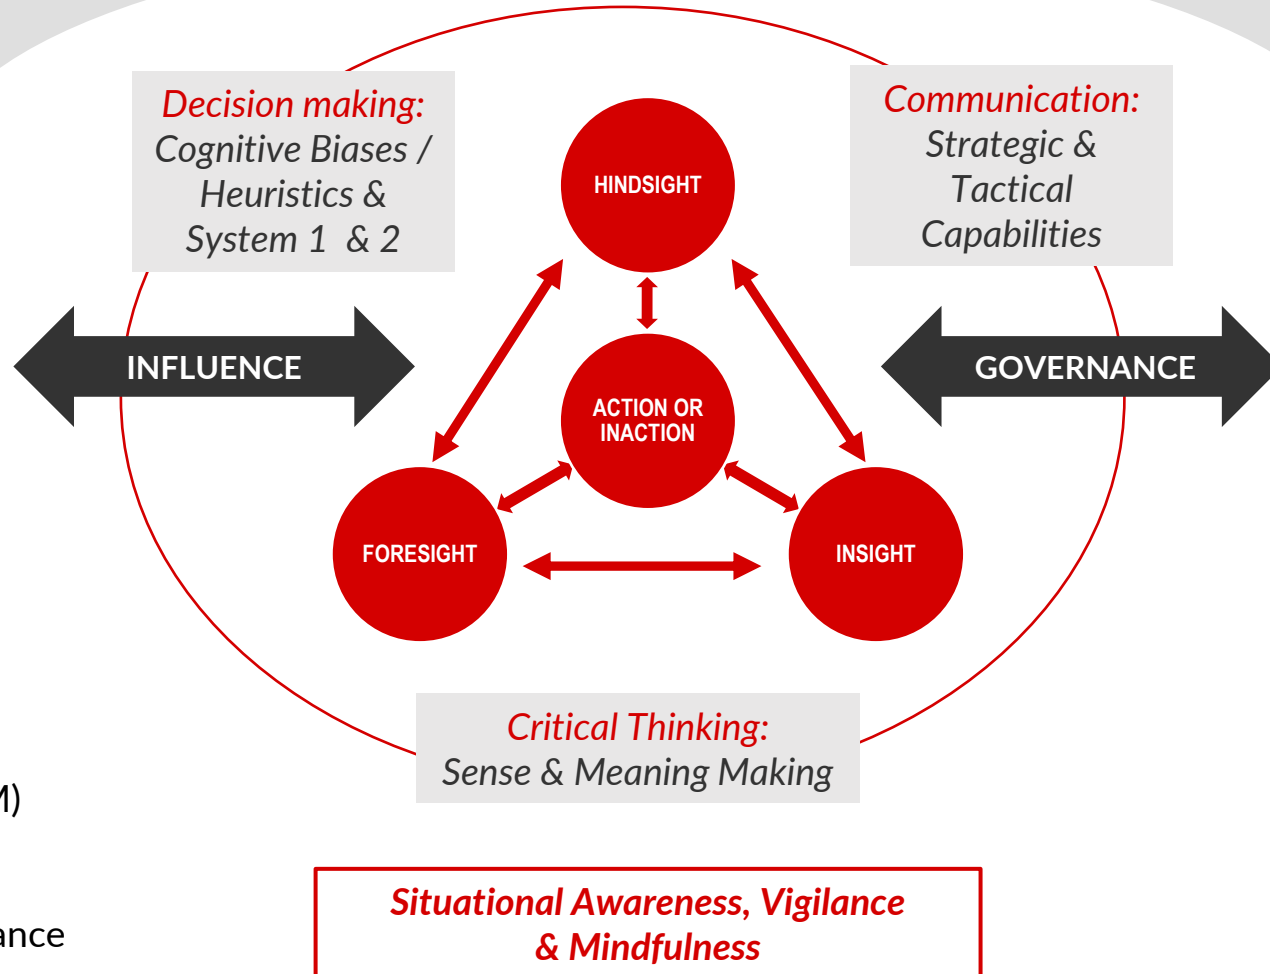 Decision making:
Cognitive Biases /
Heuristics &
System 1 & 2
Communication:
Strategic &
Tactical
Capabilities
HINDSIGHT
INFLUENCE
GOVERNANCE
ACTION OR
INACTION
FORESIGHT
INSIGHT
Critical Thinking:
Sense & Meaning Making
M)
ance
Situational Awareness, Vigilance
& Mindfulness